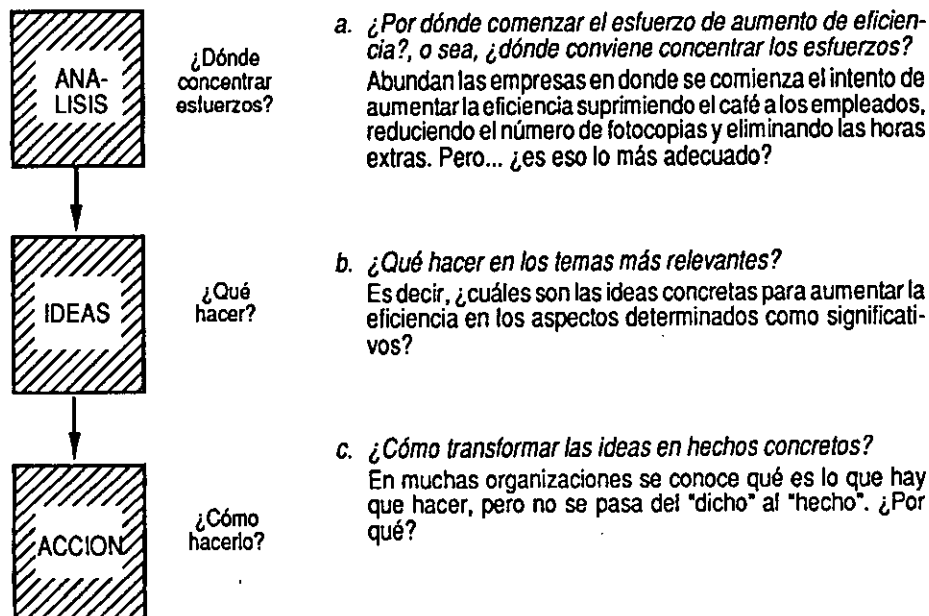 ANA-
LISIS
¿Dónde
concentrar
esfuerzos?
a. ¿Por dónde comenzar el esfuerzo de aumento de eficien-
cia?, o sea, ¿dónde conviene concentrar los esfuerzos?
Abundan las empresas en donde se comienza el intento de
aumentar la eficiencia suprimiendo el café a los empleados,
reduciendo el número de fotocopias y eliminando las horas
extras. Pero... ¿es eso lo más adecuado?
IDEAS
¿Qué
hacer?
b. ¿Qué hacer en los temas más relevantes?
Es decir, ¿cuáles son las ideas concretas para aumentar la
eficiencia en los aspectos determinados como significati-
vos?
ACCION
¿Cómo
hacerlo?
c. ¿Cómo transformar las ideas en hechos concretos?
En muchas organizaciones se conoce qué es lo que hay
que hacer, pero no se pasa del "dicho" al "hecho". ¿Por
qué?